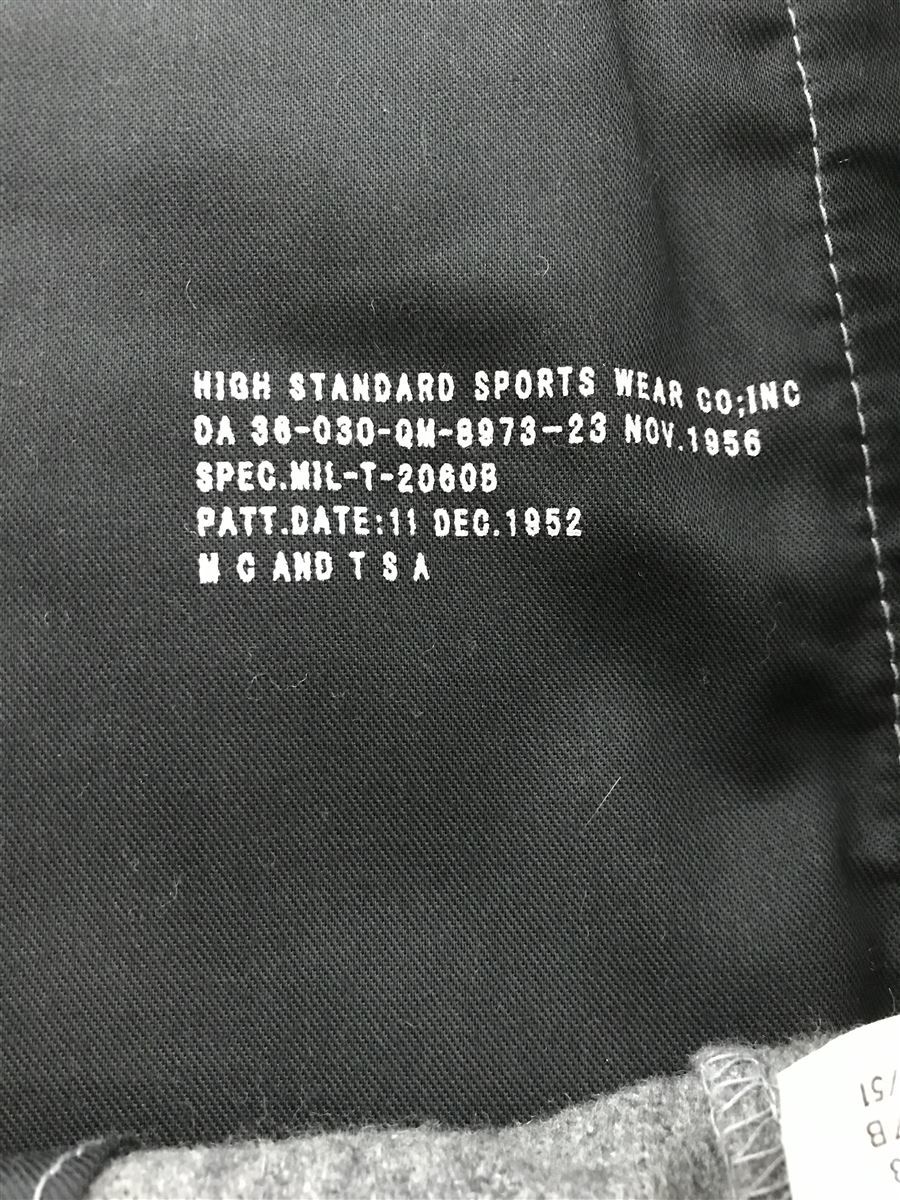 HIGH STANDARD SPORTS WEAR CO;INC
DA 36-030-QM-8973-23 NOV.1956
SPEC.MIL-T-2060B
PATT.DATE:11 DEC.1952
M C AND T S A
/51